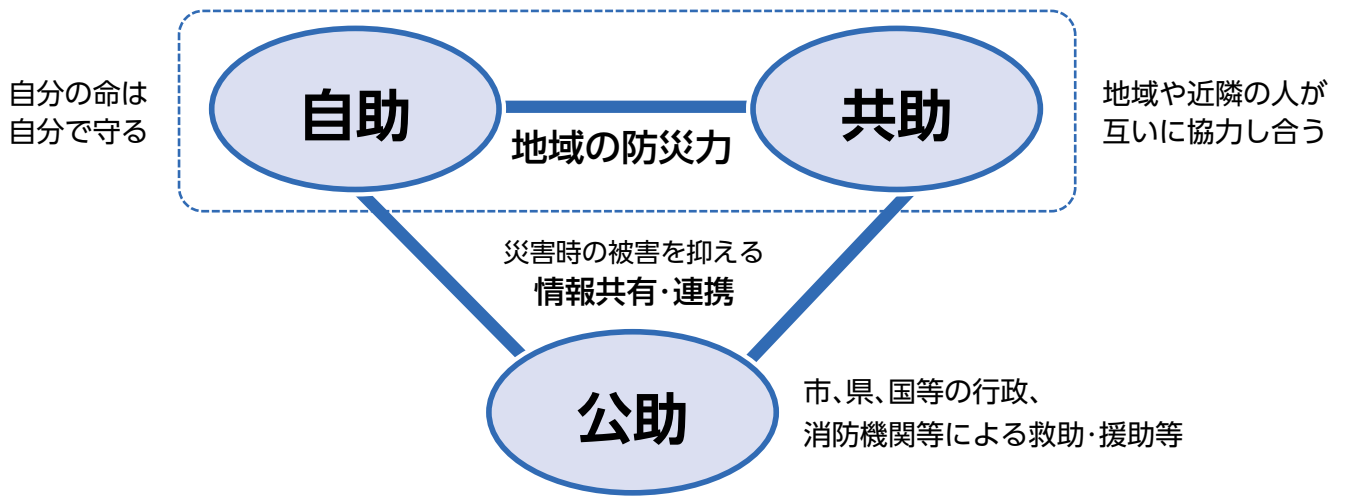 自分の命は
自分で守る
自助
地域の防災力
共助
地域や近隣の人が
互いに協力し合う
災害時の被害を抑える
情報共有･連携
公助
市､県､国等の行政､
消防機関等による救助･援助等